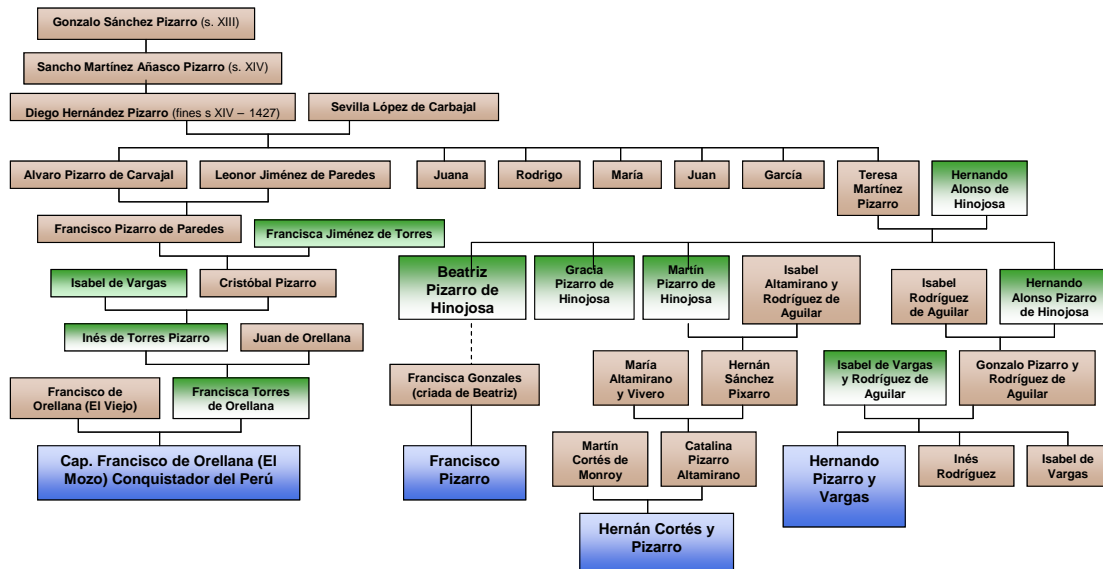 Gonzalo Sánchez Pizarro (s. XIII)
Sancho Martínez Añasco Pizarro (s. XIV)
Diego Hernández Pizarro (fines s XIV – 1427)
Sevilla López de Carbajal
Alvaro Pizarro de Carvajal
Leonor Jiménez de Paredes
Juana
Rodrigo
María
Juan
García
Teresa
Martínez
Pizarro
Hernando
Alonso de
Hinojosa
Francisco Pizarro de Paredes
Francisca Jiménez de Torres
Isabel de Vargas
Cristóbal Pizarro
Beatriz
Pizarro de
Hinojosa
Gracia
Pizarro de
Hinojosa
Martín
Pizarro de
Hinojosa
Isabel
Altamirano y
Rodríguez de
Aguilar
Isabel
Rodríguez
de Aguilar
Hernando
Alonso Pizarro
de Hinojosa
Inés de Torres Pizarro
Juan de Orellana
Francisco de
Orellana (El Viejo)
Francisca Torres
de Orellana
Francisca Gonzales
(criada de Beatriz)
María
Altamirano
y Vivero
Hernán
Sánchez
Pixarro
Isabel de Vargas
y Rodríguez de
Aguilar
Gonzalo Pizarro y
Rodríguez de
Aguilar
Cap. Francisco de Orellana (El
Mozo) Conquistador del Perú
Francisco
Pizarro
Martín
Cortés de
Monroy
Catalina
Pizarro
Altamirano
Hernando
Pizarro y
Vargas
Inés
Rodríguez
Isabel de
Vargas
Hernán Cortés y
Pizarro